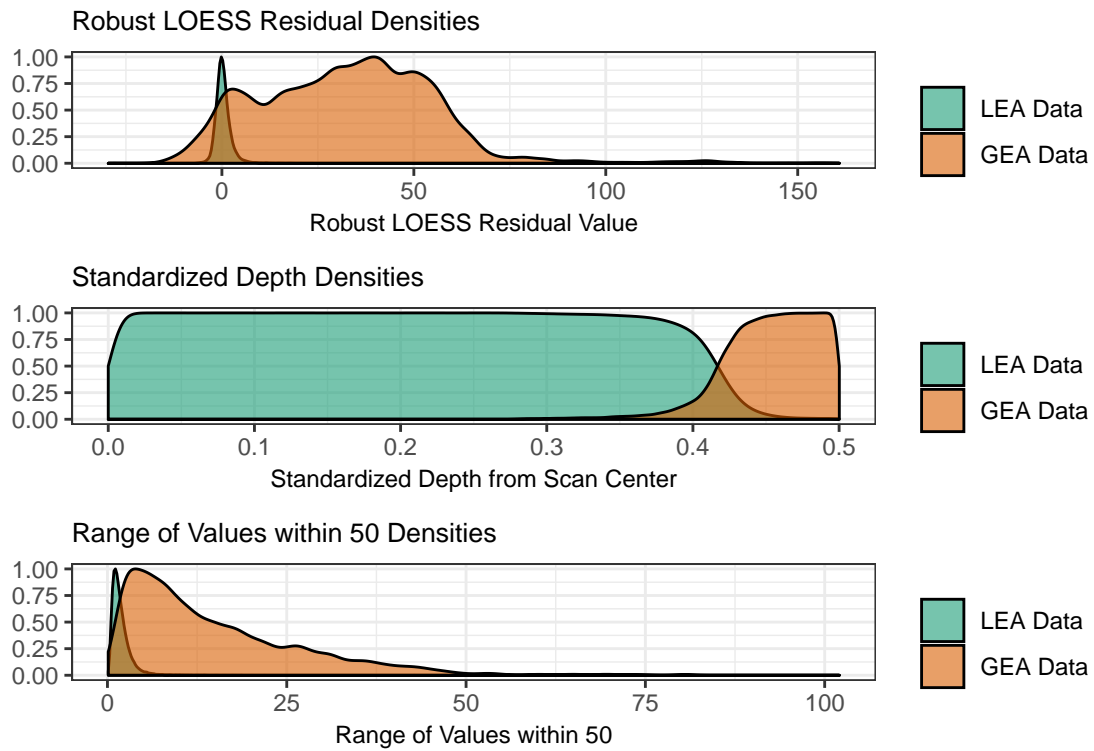 Robust LOESS Residual Densities
1.00
0.75
0.50
0.25
0.00
0 50 100 150
Robust LOESS Residual Value
LEA Data
GEA Data
Standardized Depth Densities
1.00
0.75
0.50
0.25
0.00
0.0 0.1 0.2 0.3 0.4 0.5
Standardized Depth from Scan Center
LEA Data
GEA Data
Range of Values within 50 Densities
1.00
0.75
0.50
0.25
0.00
0 25 50 75 100
Range of Values within 50
LEA Data
GEA Data